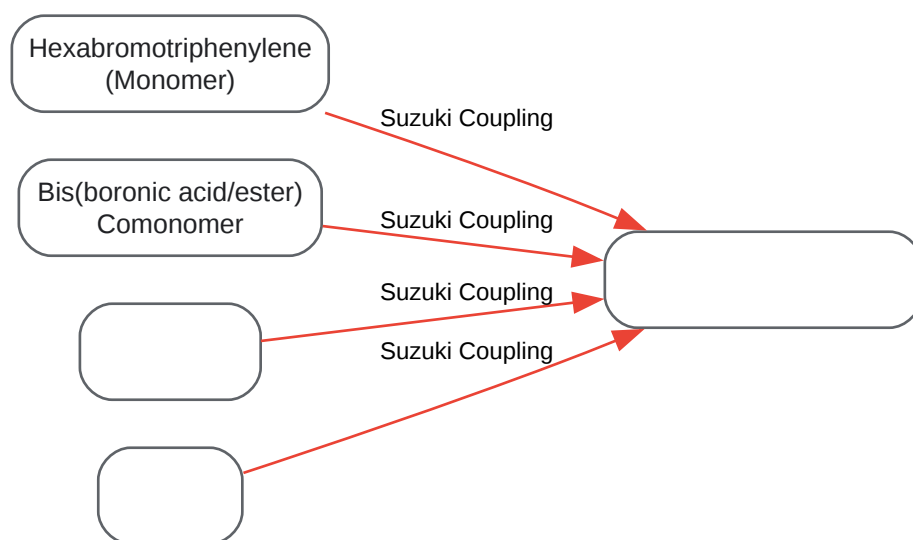 Hexabromotriphenylene
(Monomer)
Suzuki Coupling
Bis(boronic acid/ester)
Comonomer
Suzuki Coupling
Suzuki Coupling
Suzuki Coupling